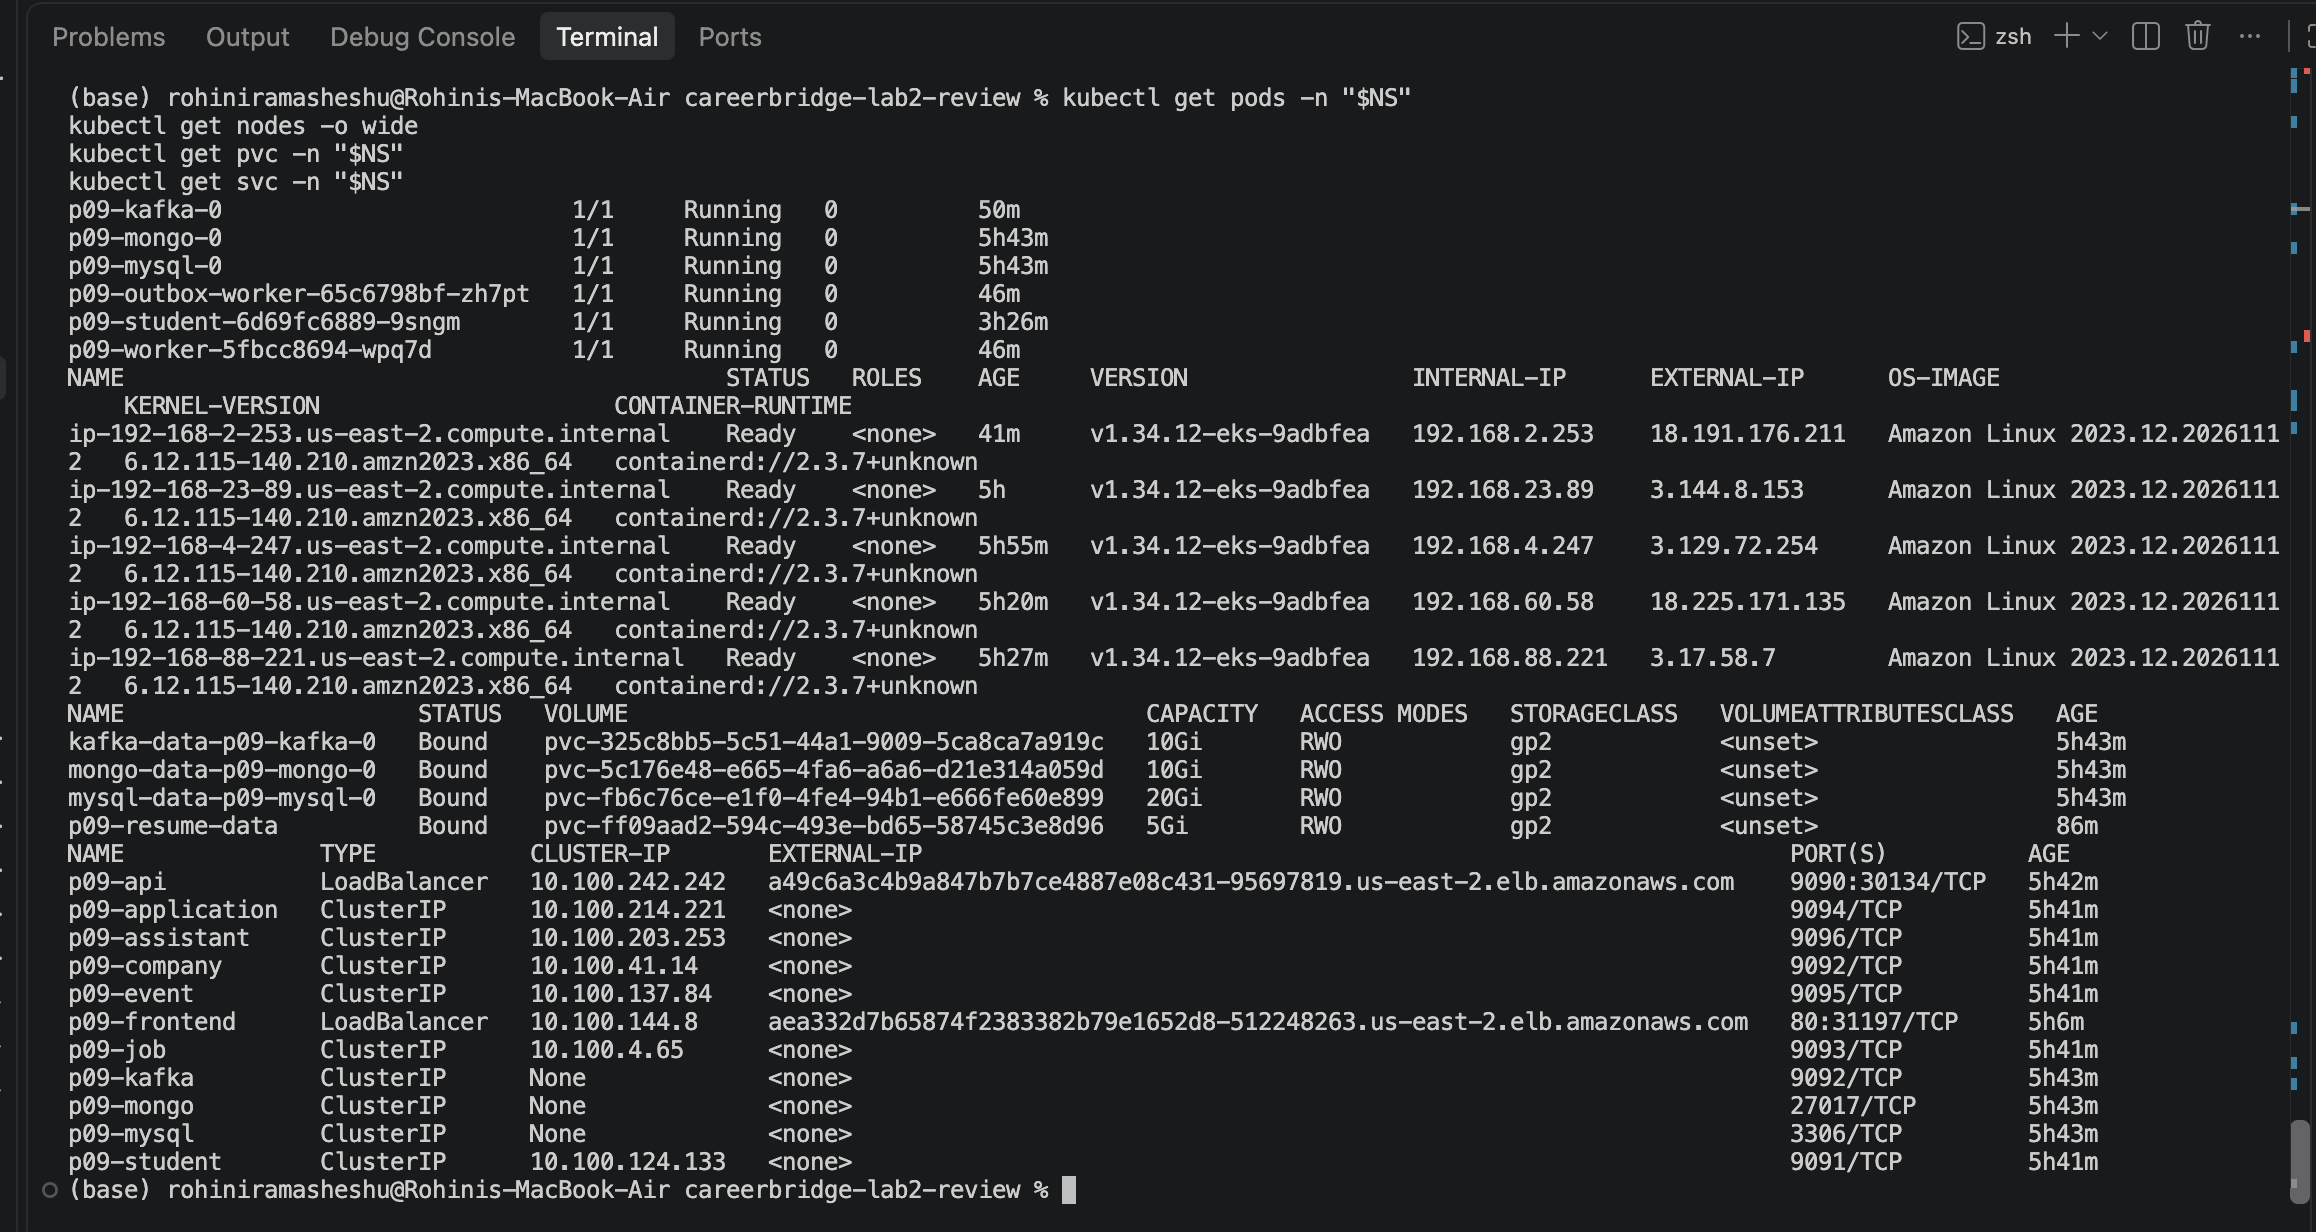 Problems Output Debug Console Terminal Ports zsh
(base) rohiniramasheshu@Rohinis-MacBook-Air careerbridge-lab2-review % kubectl get pods -n "$NS"
kubectl get nodes -o wide
kubectl get pvc -n "$NS"
kubectl get svc -n "$NS"
p09-kafka-0 1/1 Running 0 50m
p09-mongo-0 1/1 Running 0 5h43m
p09-mysql-0 1/1 Running 0 5h43m
p09-outbox-worker-65c6798bf-zh7pt 1/1 Running 0 46m
p09-student-6d69fc6889-9sngm 1/1 Running 0 3h26m
p09-worker-5fbcc8694-wpq7d 1/1 Running 0 46m
NAME STATUS ROLES AGE VERSION INTERNAL-IP EXTERNAL-IP OS-IMAGE
KERNEL-VERSION CONTAINER-RUNTIME
ip-192-168-2-253.us-east-2.compute.internal Ready <none> 41m v1.34.12-eks-9adbfea 192.168.2.253 18.191.176.211 Amazon Linux 2023.12.2026111
2 6.12.115-140.210.amzn2023.x86_64 containerd://2.3.7+unknown
ip-192-168-23-89.us-east-2.compute.internal Ready <none> 5h v1.34.12-eks-9adbfea 192.168.23.89 3.144.8.153 Amazon Linux 2023.12.2026111
2 6.12.115-140.210.amzn2023.x86_64 containerd://2.3.7+unknown
ip-192-168-4-247.us-east-2.compute.internal Ready <none> 5h55m v1.34.12-eks-9adbfea 192.168.4.247 3.129.72.254 Amazon Linux 2023.12.2026111
2 6.12.115-140.210.amzn2023.x86_64 containerd://2.3.7+unknown
ip-192-168-60-58.us-east-2.compute.internal Ready <none> 5h20m v1.34.12-eks-9adbfea 192.168.60.58 18.225.171.135 Amazon Linux 2023.12.2026111
2 6.12.115-140.210.amzn2023.x86_64 containerd://2.3.7+unknown
ip-192-168-88-221.us-east-2.compute.internal Ready <none> 5h27m v1.34.12-eks-9adbfea 192.168.88.221 3.17.58.7 Amazon Linux 2023.12.2026111
2 6.12.115-140.210.amzn2023.x86_64 containerd://2.3.7+unknown
NAME STATUS VOLUME CAPACITY ACCESS MODES STORAGECLASS VOLUMEATTRIBUTESCLASS AGE
kafka-data-p09-kafka-0 Bound pvc-325c8bb5-5c51-44a1-9009-5ca8ca7a919c 10Gi RWO gp2 <unset> 5h43m
mongo-data-p09-mongo-0 Bound pvc-5c176e48-e665-4fa6-a6a6-d21e314a059d 10Gi RWO gp2 <unset> 5h43m
mysql-data-p09-mysql-0 Bound pvc-fb6c76ce-e1f0-4fe4-94b1-e666fe60e899 20Gi RWO gp2 <unset> 5h43m
p09-resume-data Bound pvc-ff09aad2-594c-493e-bd65-58745c3e8d96 5Gi RWO gp2 <unset> 86m
NAME TYPE CLUSTER-IP EXTERNAL-IP PORT(S) AGE
p09-api LoadBalancer 10.100.242.242 a49c6a3c4b9a847b7b7ce4887e08c431-95697819.us-east-2.elb.amazonaws.com 9090:30134/TCP 5h42m
p09-application ClusterIP 10.100.214.221 <none> 9094/TCP 5h41m
p09-assistant ClusterIP 10.100.203.253 <none> 9096/TCP 5h41m
p09-company ClusterIP 10.100.41.14 <none> 9092/TCP 5h41m
p09-event ClusterIP 10.100.137.84 <none> 9095/TCP 5h41m
p09-frontend LoadBalancer 10.100.144.8 aea332d7b65874f2383382b79e1652d8-512248263.us-east-2.elb.amazonaws.com 80:31197/TCP 5h6m
p09-job ClusterIP 10.100.4.65 <none> 9093/TCP 5h41m
p09-kafka ClusterIP None <none> 9092/TCP 5h43m
p09-mongo ClusterIP None <none> 27017/TCP 5h43m
p09-mysql ClusterIP None <none> 3306/TCP 5h43m
p09-student ClusterIP 10.100.124.133 <none> 9091/TCP 5h41m
(base) rohiniramasheshu@Rohinis-MacBook-Air careerbridge-lab2-review %